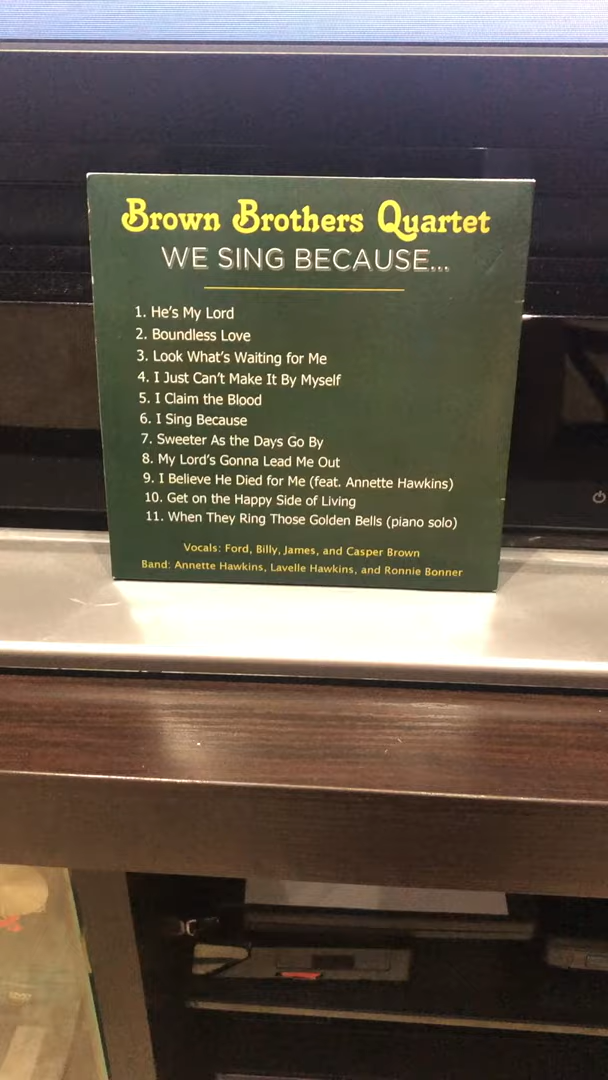 Brown Brothers Quartet
WE SING BECAUSE...
1. He's My Lord
2. Boundless Love
3. Look What's Waiting for Me
4. I Just Can't Make It By Myself
5. I Claim the Blood
6. I Sing Because
7. Sweeter As the Days Go By
8. My Lord's Gonna Lead Me Out
9. I Believe He Died for Me (feat. Annette Hawkins)
10. Get on the Happy Side of Living
11. When They Ring Those Golden Bells (piano solo)
Vocals: Ford, Billy, James, and Casper Brown
Band: Annette Hawkins, Lavelle Hawkins, and Ronnie Bonner